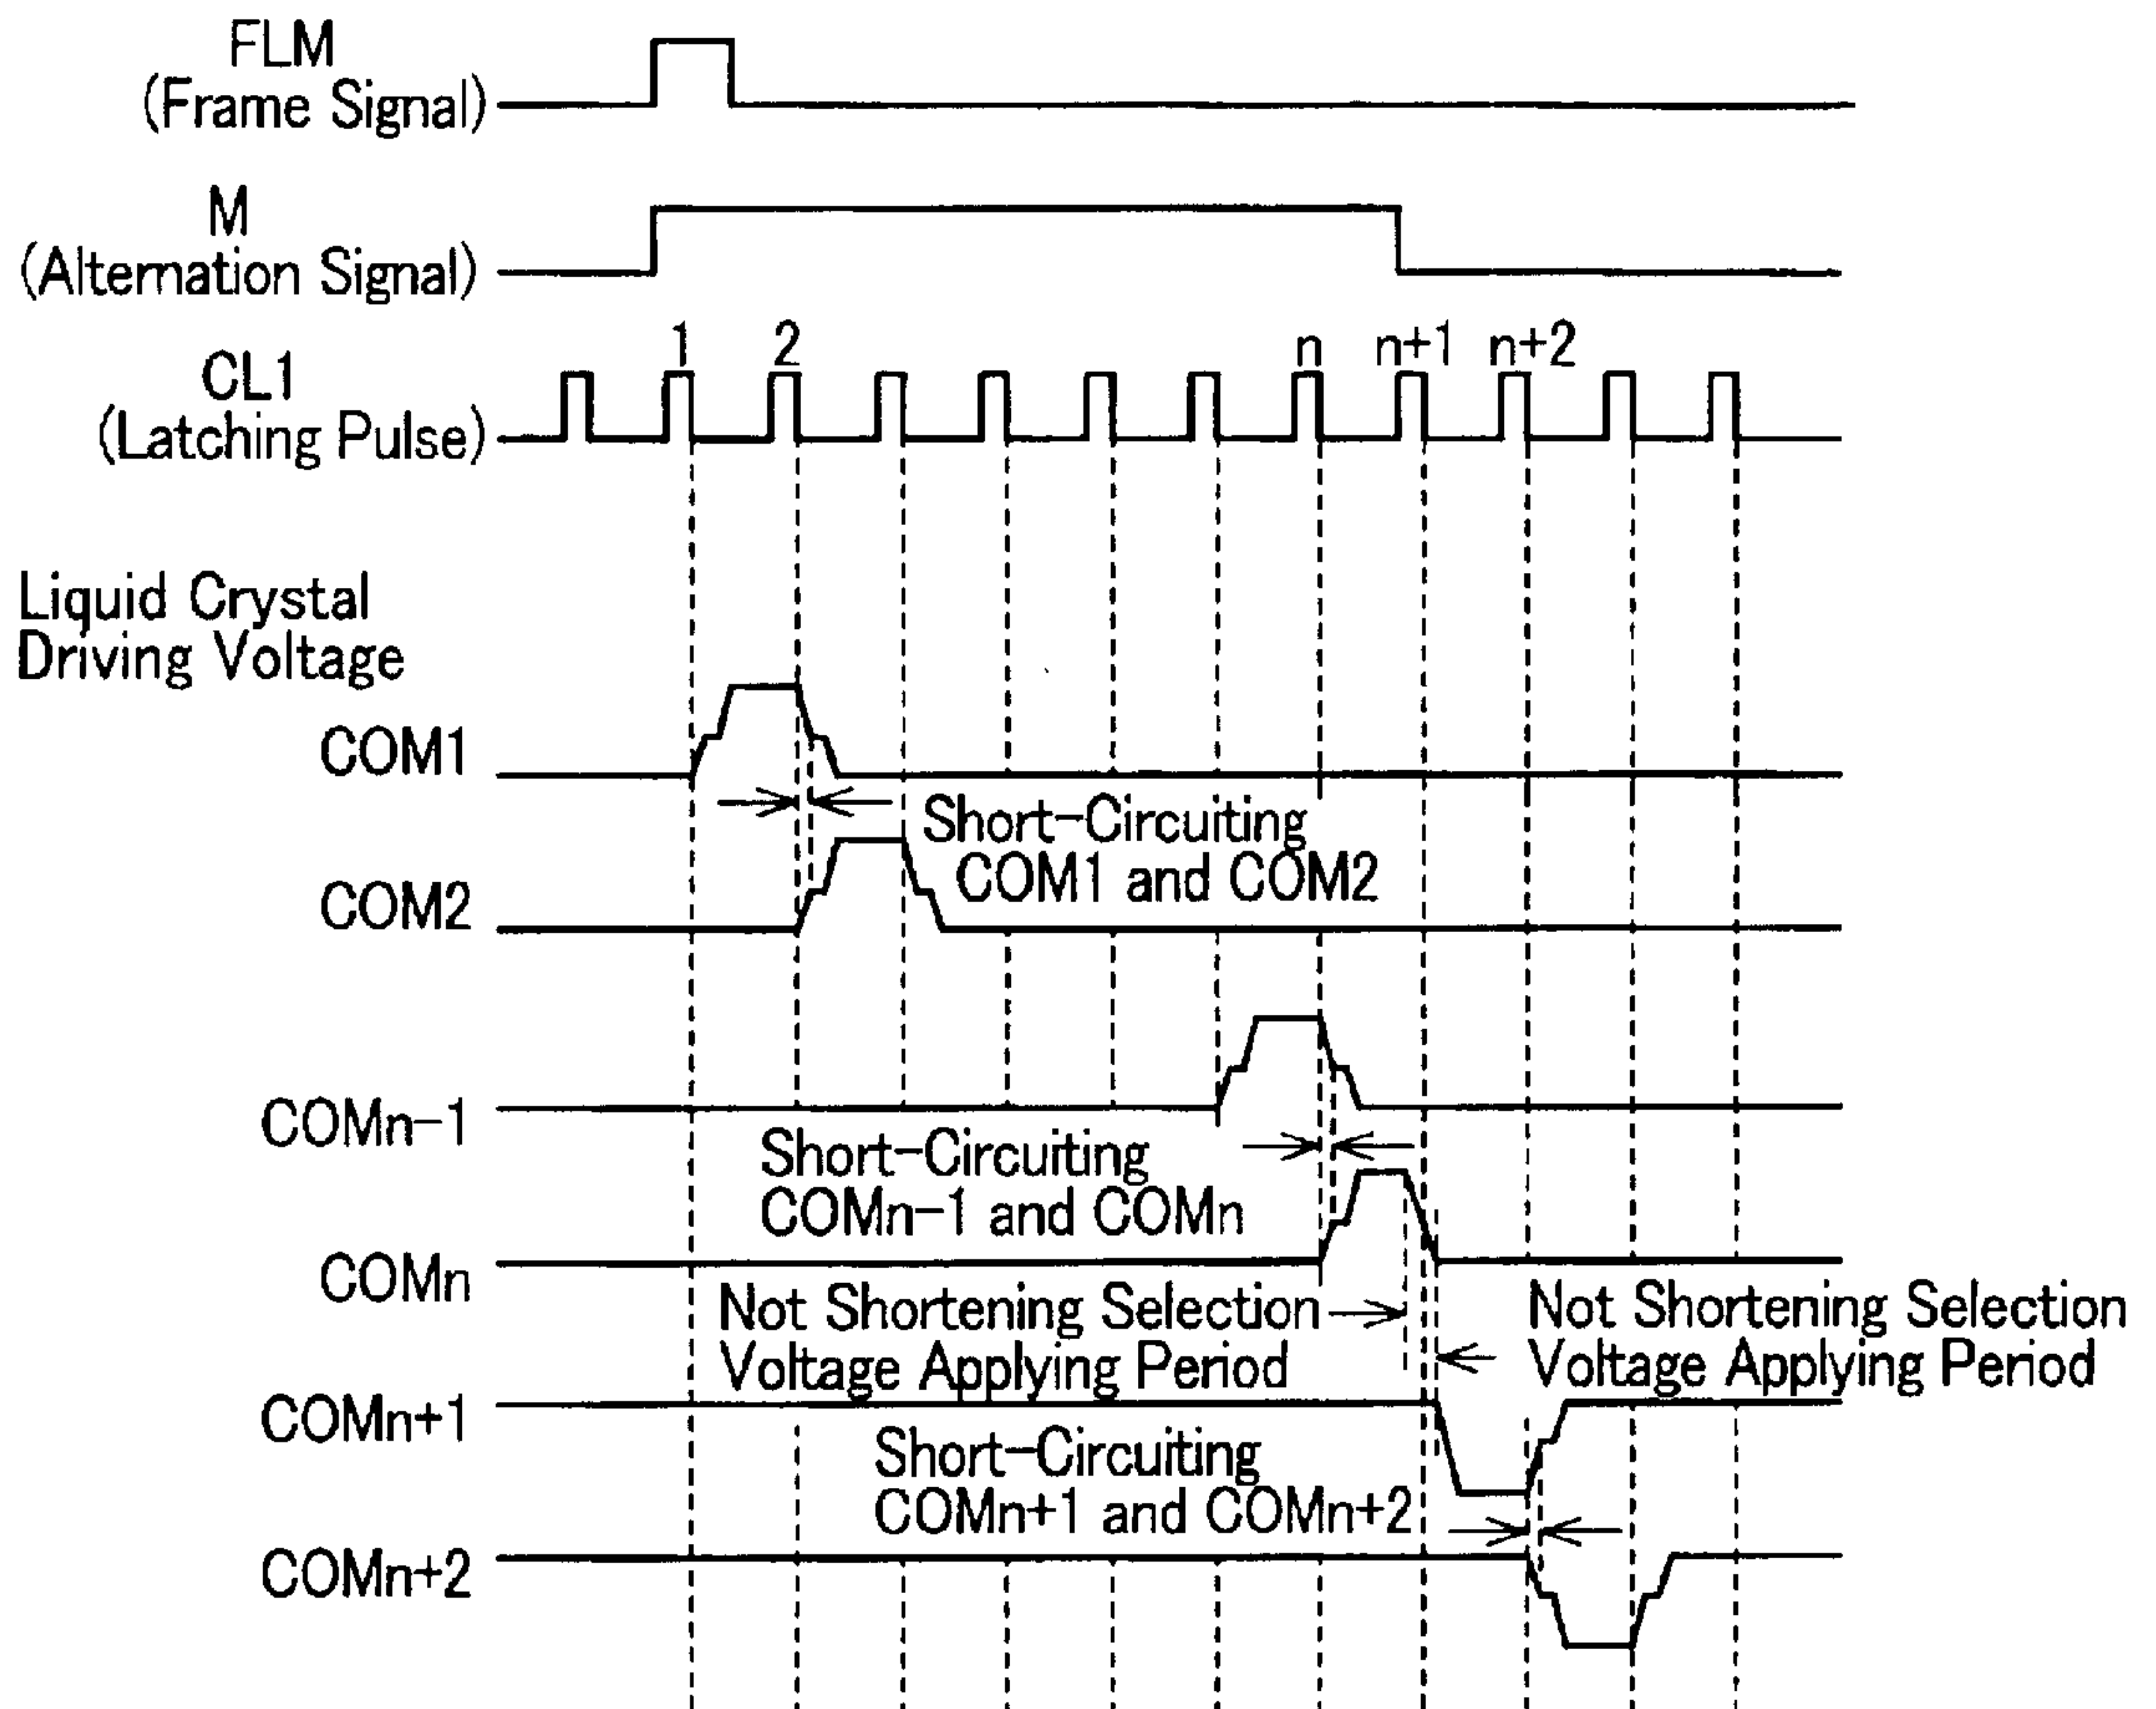 FLM
(Frame Signal)
M
(Alternation Signal)
1 2 n n+1 n+2
CL1
(Latching Pulse)
Liquid Crystal
Driving Voltage
COM1
Short-Circuiting
COM1 and COM2
COM2
COMn-1
Short-Circuiting
COMn-1 and COMn
COMn
Not Shortening Selection
Voltage Applying Period
Not Shortening Selection
Voltage Applying Period
COMn+1
Short-Circuiting
COMn+1 and COMn+2
COMn+2